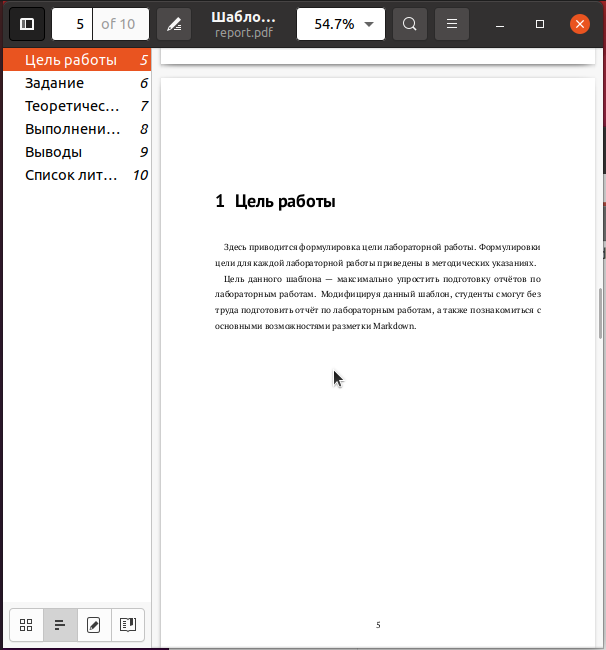 5 of 10
Шабло...
report.pdf
54.7%
Цель работы 5
Задание 6
Теоретичес... 7
Выполнени... 8
Выводы 9
Список лит... 10
1 Цель работы
Здесь приводится формулировка цели лабораторной работы. Формулировки
цели для каждой лабораторной работы приведены в методических указаниях.
Цель данного шаблона — максимально упростить подготовку отчётов по
лабораторным работам. Модифицируя данный шаблон, студенты смогут без
труда подготовить отчёт по лабораторным работам, а также познакомиться с
основными возможностями разметки Markdown.
5